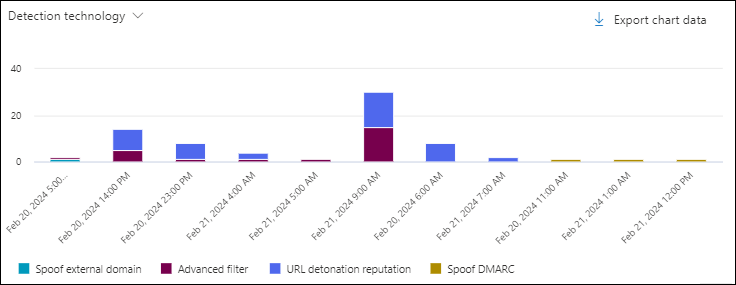 Detection technology
Export chart data
40
20
0
Feb 20, 2024 5:00...
Feb 20, 2024 14:00 PM
Feb 20, 2024 23:00 PM
Feb 21, 2024 4:00 AM
Feb 21, 2024 5:00 AM
Feb 21, 2024 9:00 AM
Feb 20, 2024 6:00 AM
Feb 21, 2024 7:00 AM
Feb 20, 2024 11:00 AM
Feb 21, 2024 1:00 AM
Feb 21, 2024 12:00 PM
Spoof external domain
Advanced filter
URL detonation reputation
Spoof DMARC